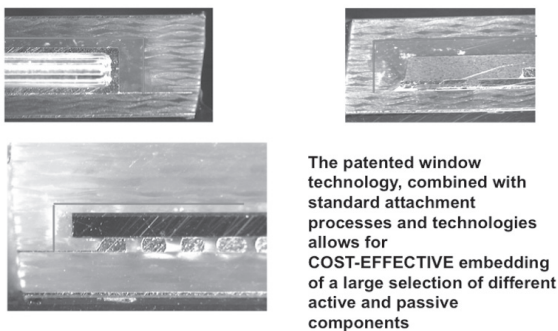 The patented window
technology, combined with
standard attachment
processes and technologies
allows for
COST-EFFECTIVE embedding
of a large selection of different
active and passive
components